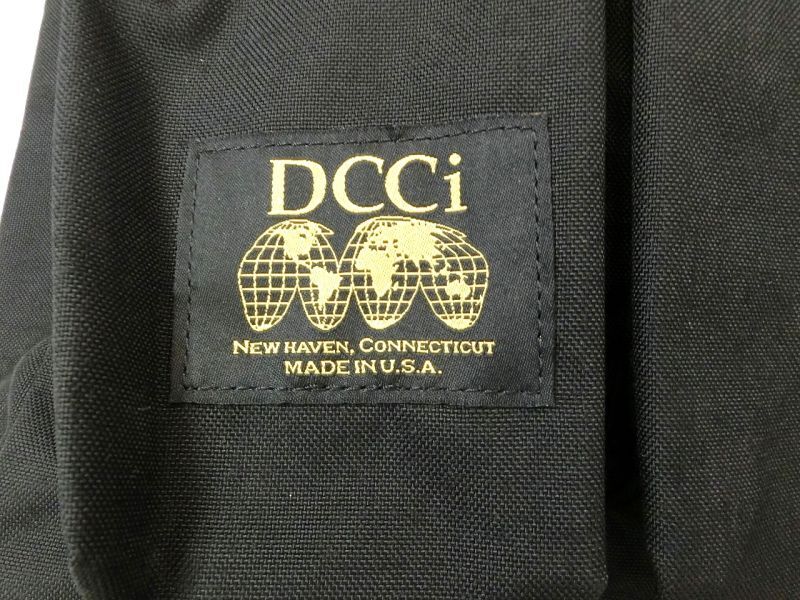 DCCi
NEW HAVEN, CONNECTICUT
MADE IN U.S.A.